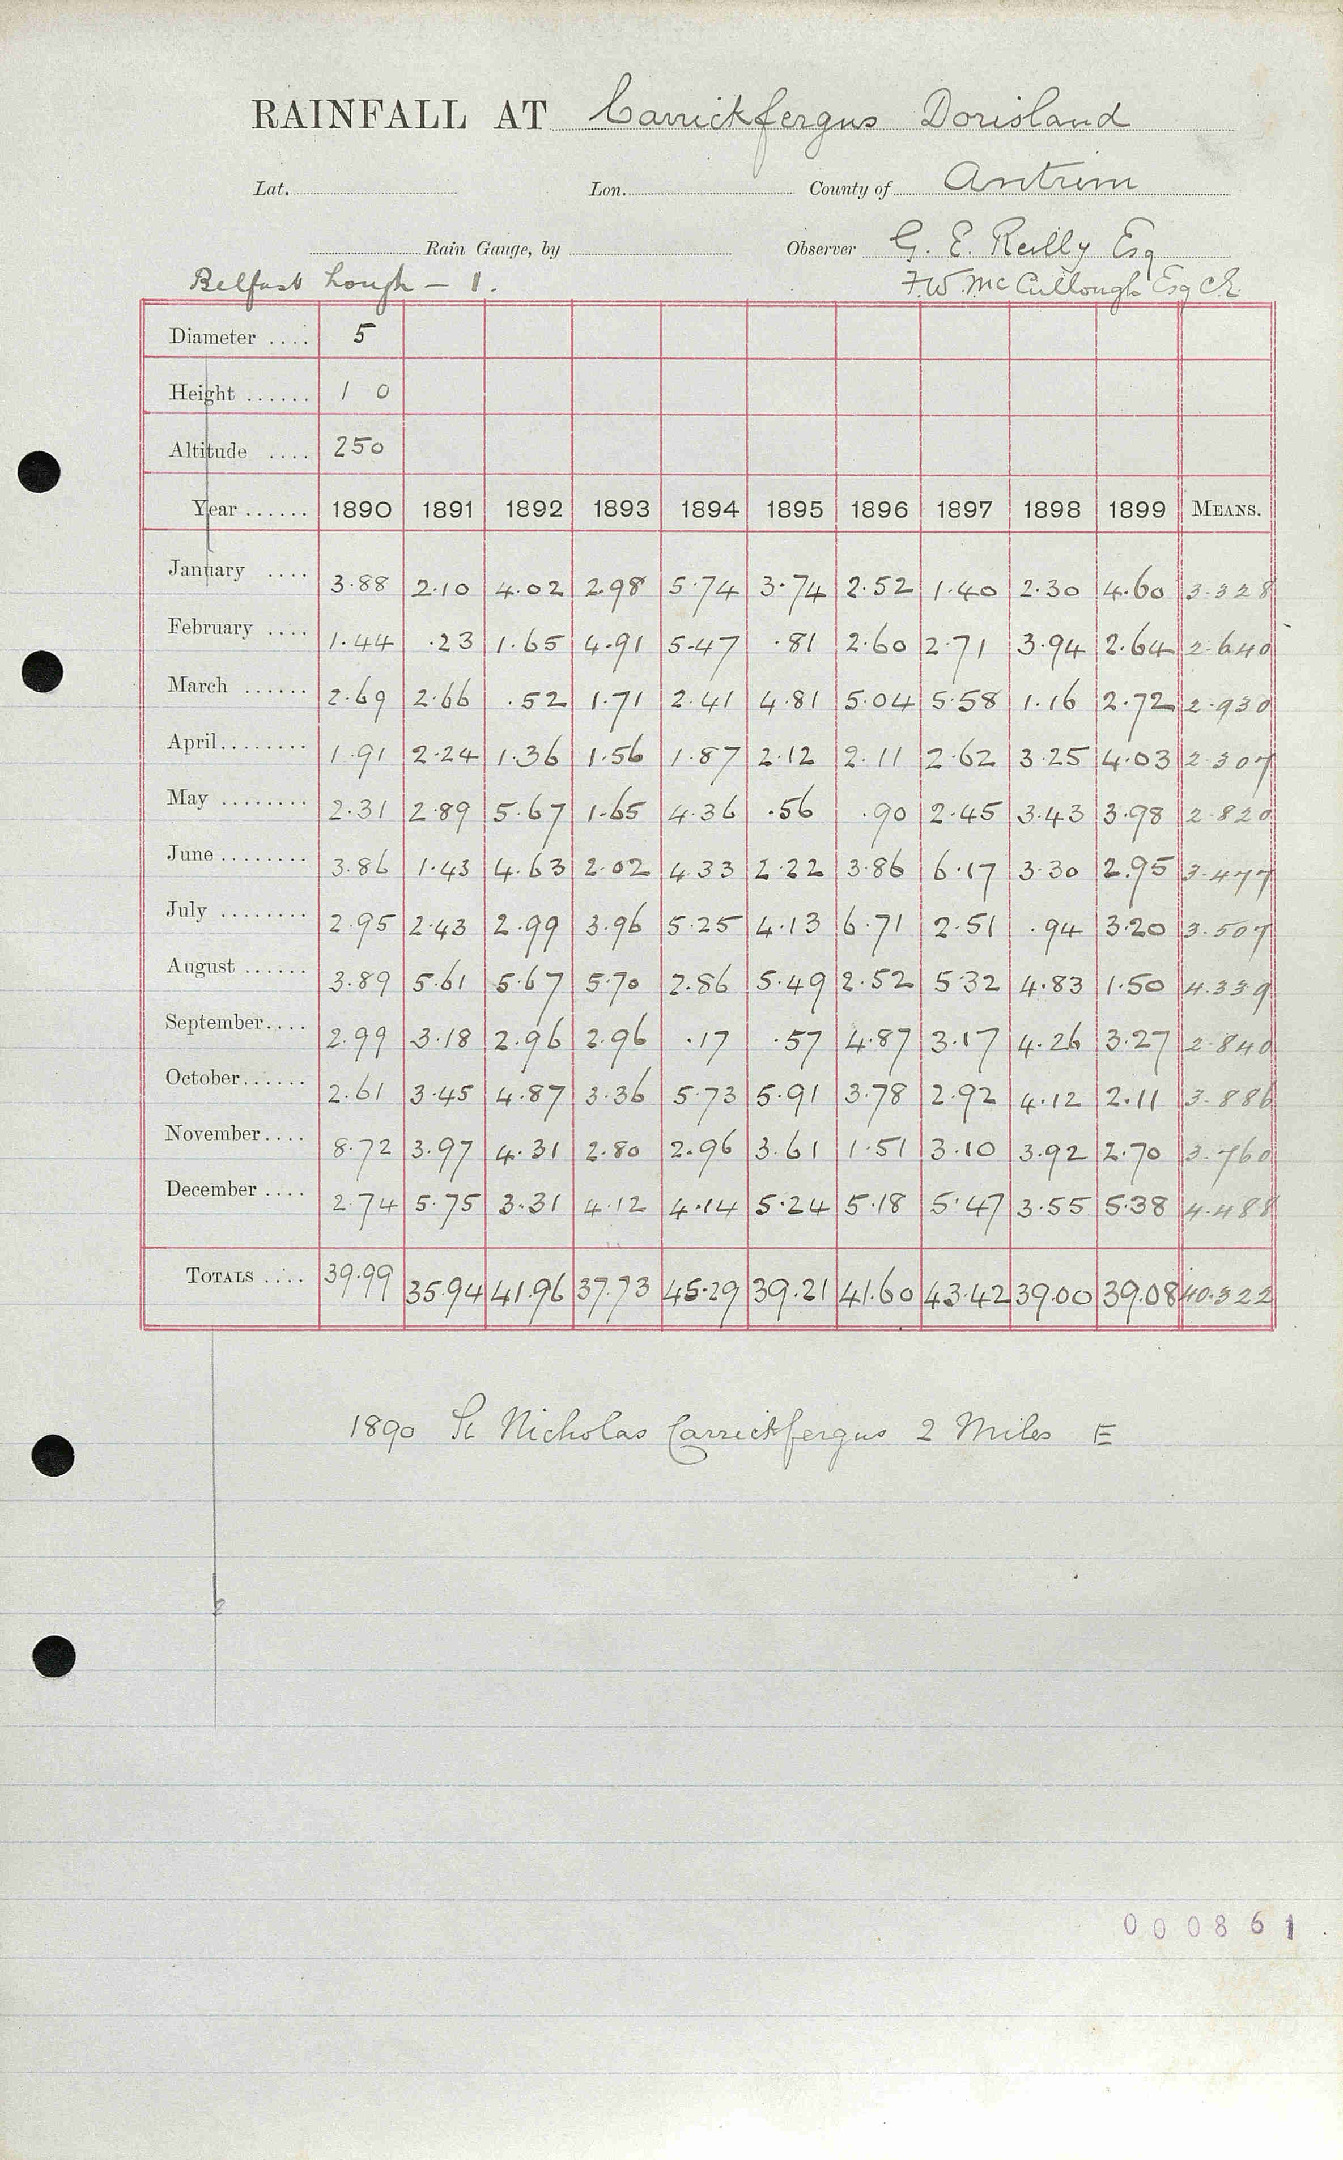 RAINFALL AT Carrickfergus Dorisland
Lat. Lon. County of Antrim
Rain Gauge, by Observer G. E. Reilly Esq
Belfast Lough – 1. F.W. McCullough Esq CE
Diameter .... 5
Height ...... 1 0
Altitude .... 250
Year ...... 1890 1891 1892 1893 1894 1895 1896 1897 1898 1899 MEANS.
January .... 3.88 2.10 4.02 2.98 5.74 3.74 2.52 1.40 2.30 4.60 3.328
February .... 1.44 .23 1.65 4.91 5.47 .81 2.60 2.71 3.94 2.64 2.640
March ...... 2.69 2.66 .52 1.71 2.41 4.81 5.04 5.58 1.16 2.72 2.930
April........ 1.91 2.24 1.36 1.56 1.87 2.12 2.11 2.62 3.25 4.03 2.307
May ........ 2.31 2.89 5.67 1.65 4.36 .56 .90 2.45 3.43 3.98 2.820
June ........ 3.86 1.43 4.63 2.02 4.33 2.22 3.86 6.17 3.30 2.95 3.477
July ........ 2.95 2.43 2.99 3.96 5.25 4.13 6.71 2.51 .94 3.20 3.507
August ...... 3.89 5.61 5.67 5.70 2.86 5.49 2.52 5.32 4.83 1.50 4.339
September.... 2.99 3.18 2.96 2.96 .17 .57 4.87 3.17 4.26 3.27 2.840
October...... 2.61 3.45 4.87 3.36 5.73 5.91 3.78 2.92 4.12 2.11 3.886
November.... 8.72 3.97 4.31 2.80 2.96 3.61 1.51 3.10 3.92 2.70 3.760
December .... 2.74 5.75 3.31 4.12 4.14 5.24 5.18 5.47 3.55 5.38 4.488
TOTALS .... 39.99 35.94 41.96 37.73 45.29 39.21 41.60 43.42 39.00 39.08 40.322
1890 St Nicholas Carrickfergus 2 Miles E
000861